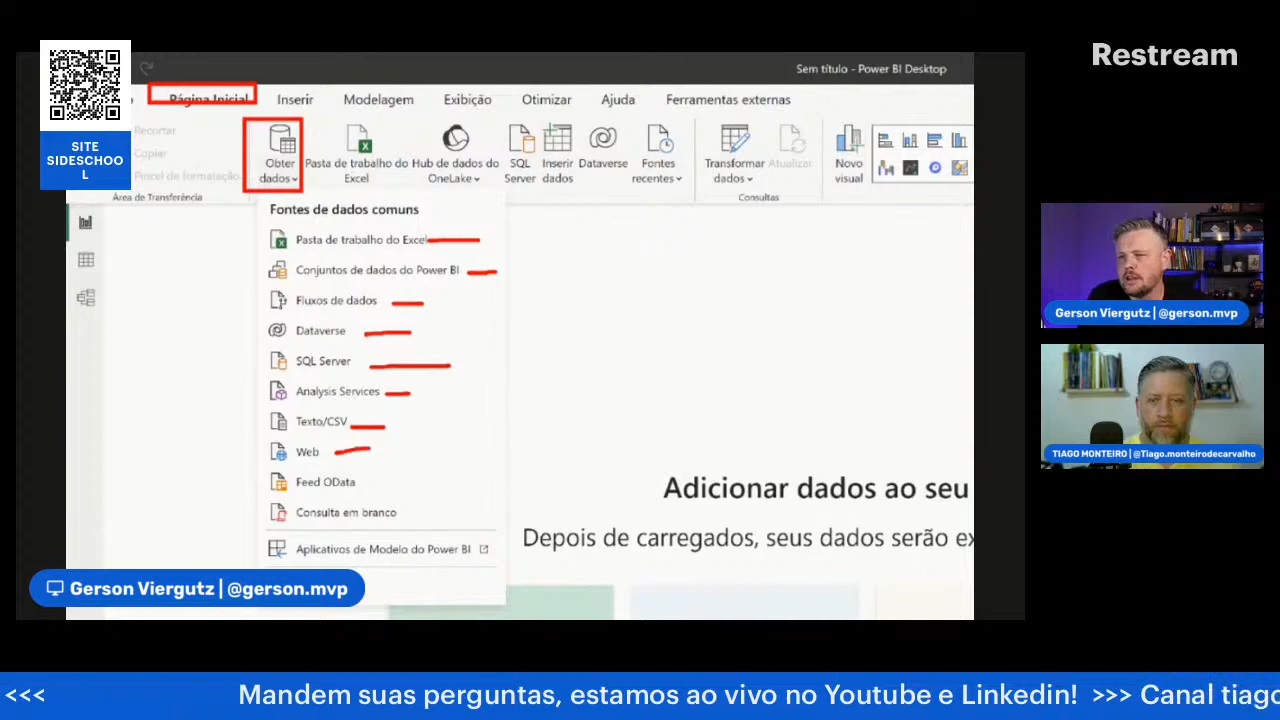 Restream
SITE
SIDESCHOO
L
Sem título - Power BI Desktop
Página Inicial
Inserir
Modelagem
Exibição
Otimizar
Ajuda
Ferramentas externas
Recortar
Copiar
Pincel de formatação
Área de Transferência
Obter
dados
Pasta de trabalho do
Excel
Hub de dados do
OneLake
SQL
Server
Inserir
dados
Dataverse
Fontes
recentes
Transformar
dados
Atualizar
Consultas
Novo
visual
Fontes de dados comuns
Pasta de trabalho do Excel
Conjuntos de dados do Power BI
Fluxos de dados
Dataverse
SQL Server
Analysis Services
Texto/CSV
Web
Feed OData
Consulta em branco
Aplicativos de Modelo do Power BI
Adicionar dados ao seu
Depois de carregados, seus dados serão ex
Gerson Viergutz | @gerson.mvp
TIAGO MONTEIRO | @Tiago.monteirodecarvalho
Gerson Viergutz | @gerson.mvp
<<< Mandem suas perguntas, estamos ao vivo no Youtube e Linkedin! >>> Canal tiago